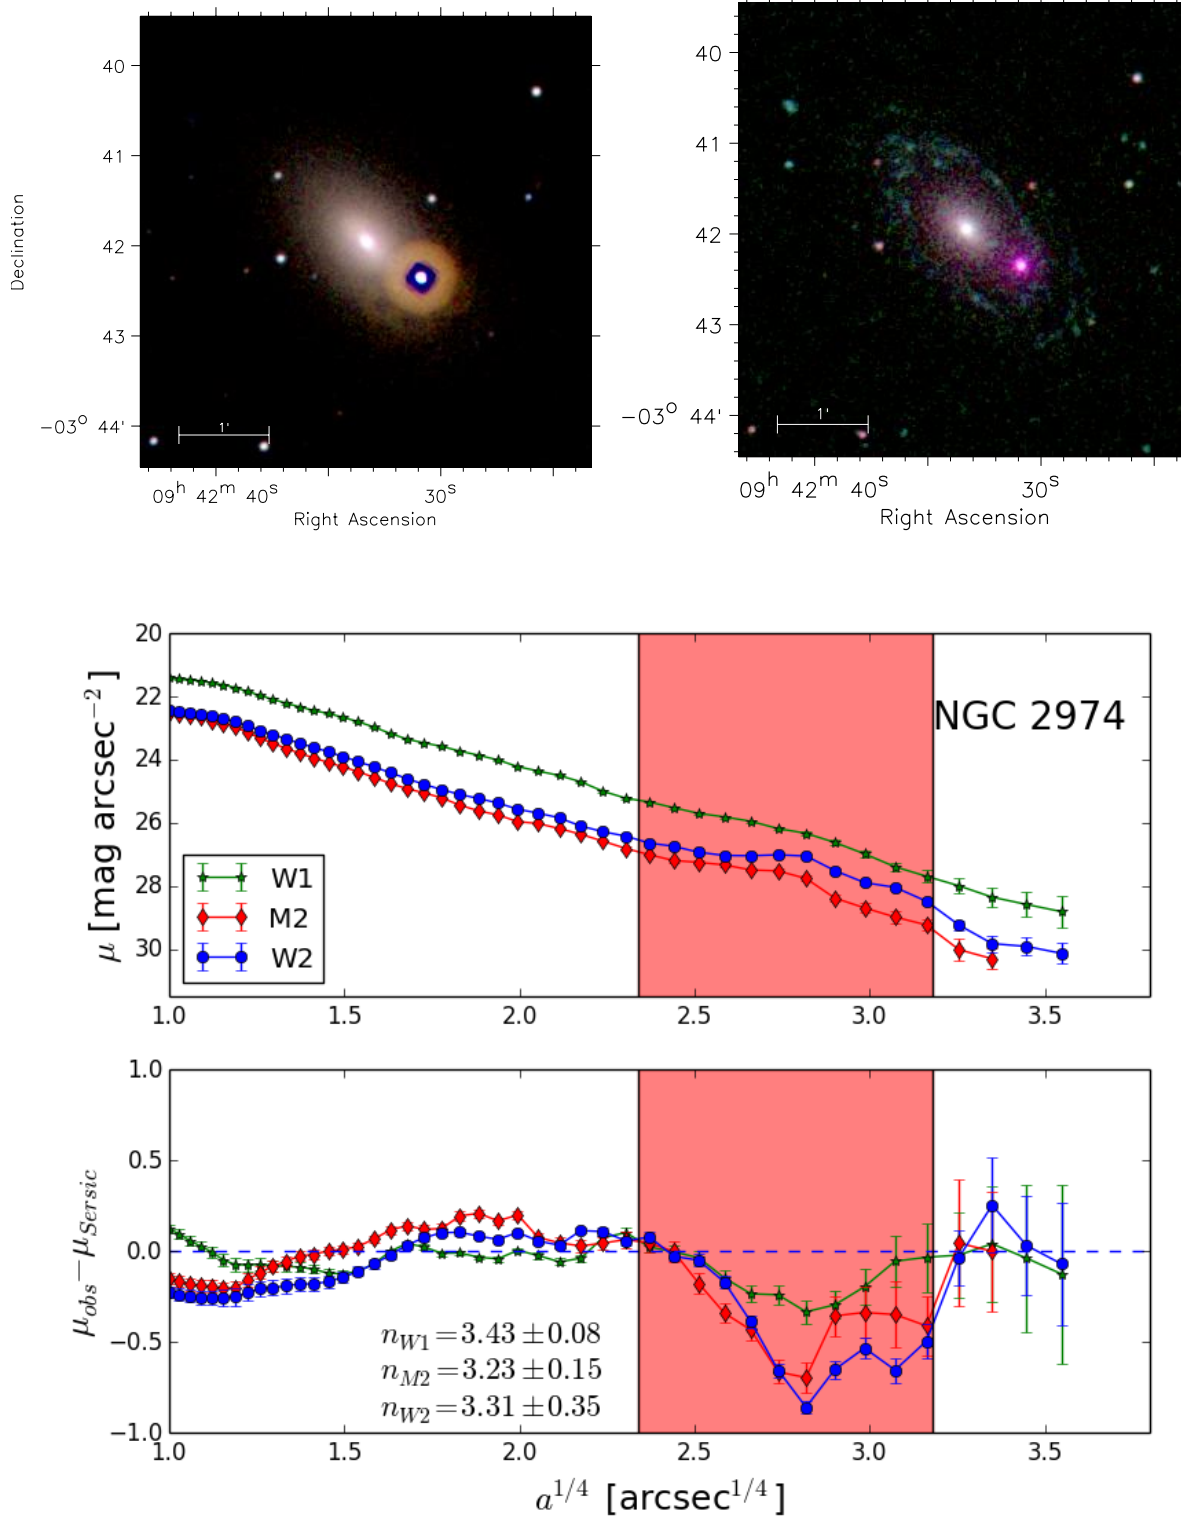 40
41
42
43
−03° 44'
1'
09h 42m 40s 30s
Right Ascension
Declination
40
41
42
43
−03° 44'
1'
09h 42m 40s 30s
Right Ascension
20
22
24
26
28
30
μ [mag arcsec−2]
NGC 2974
W1
M2
W2
1.0 1.5 2.0 2.5 3.0 3.5
1.0
0.5
0.0
−0.5
−1.0
μobs − μSersic
nW1=3.43 ±0.08
nM2=3.23 ±0.15
nW2=3.31 ±0.35
1.0 1.5 2.0 2.5 3.0 3.5
a1/4 [arcsec1/4]